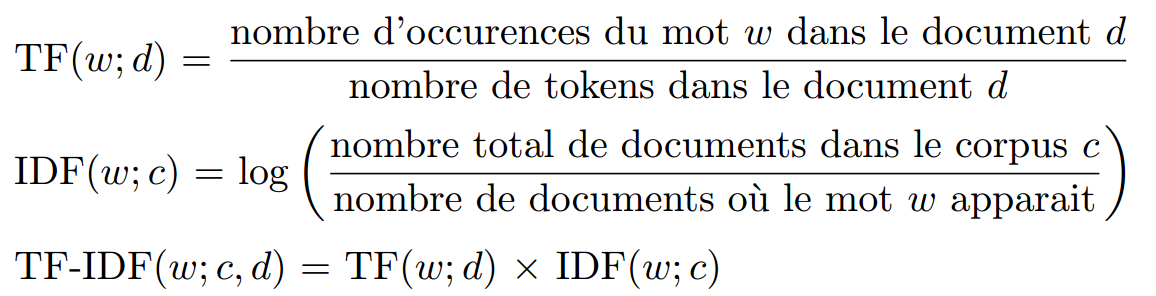 TF(w; d) = nombre d'occurences du mot w dans le document d / nombre de tokens dans le document d
IDF(w; c) = log ( nombre total de documents dans le corpus c / nombre de documents où le mot w apparait )
TF-IDF(w; c, d) = TF(w; d) × IDF(w; c)